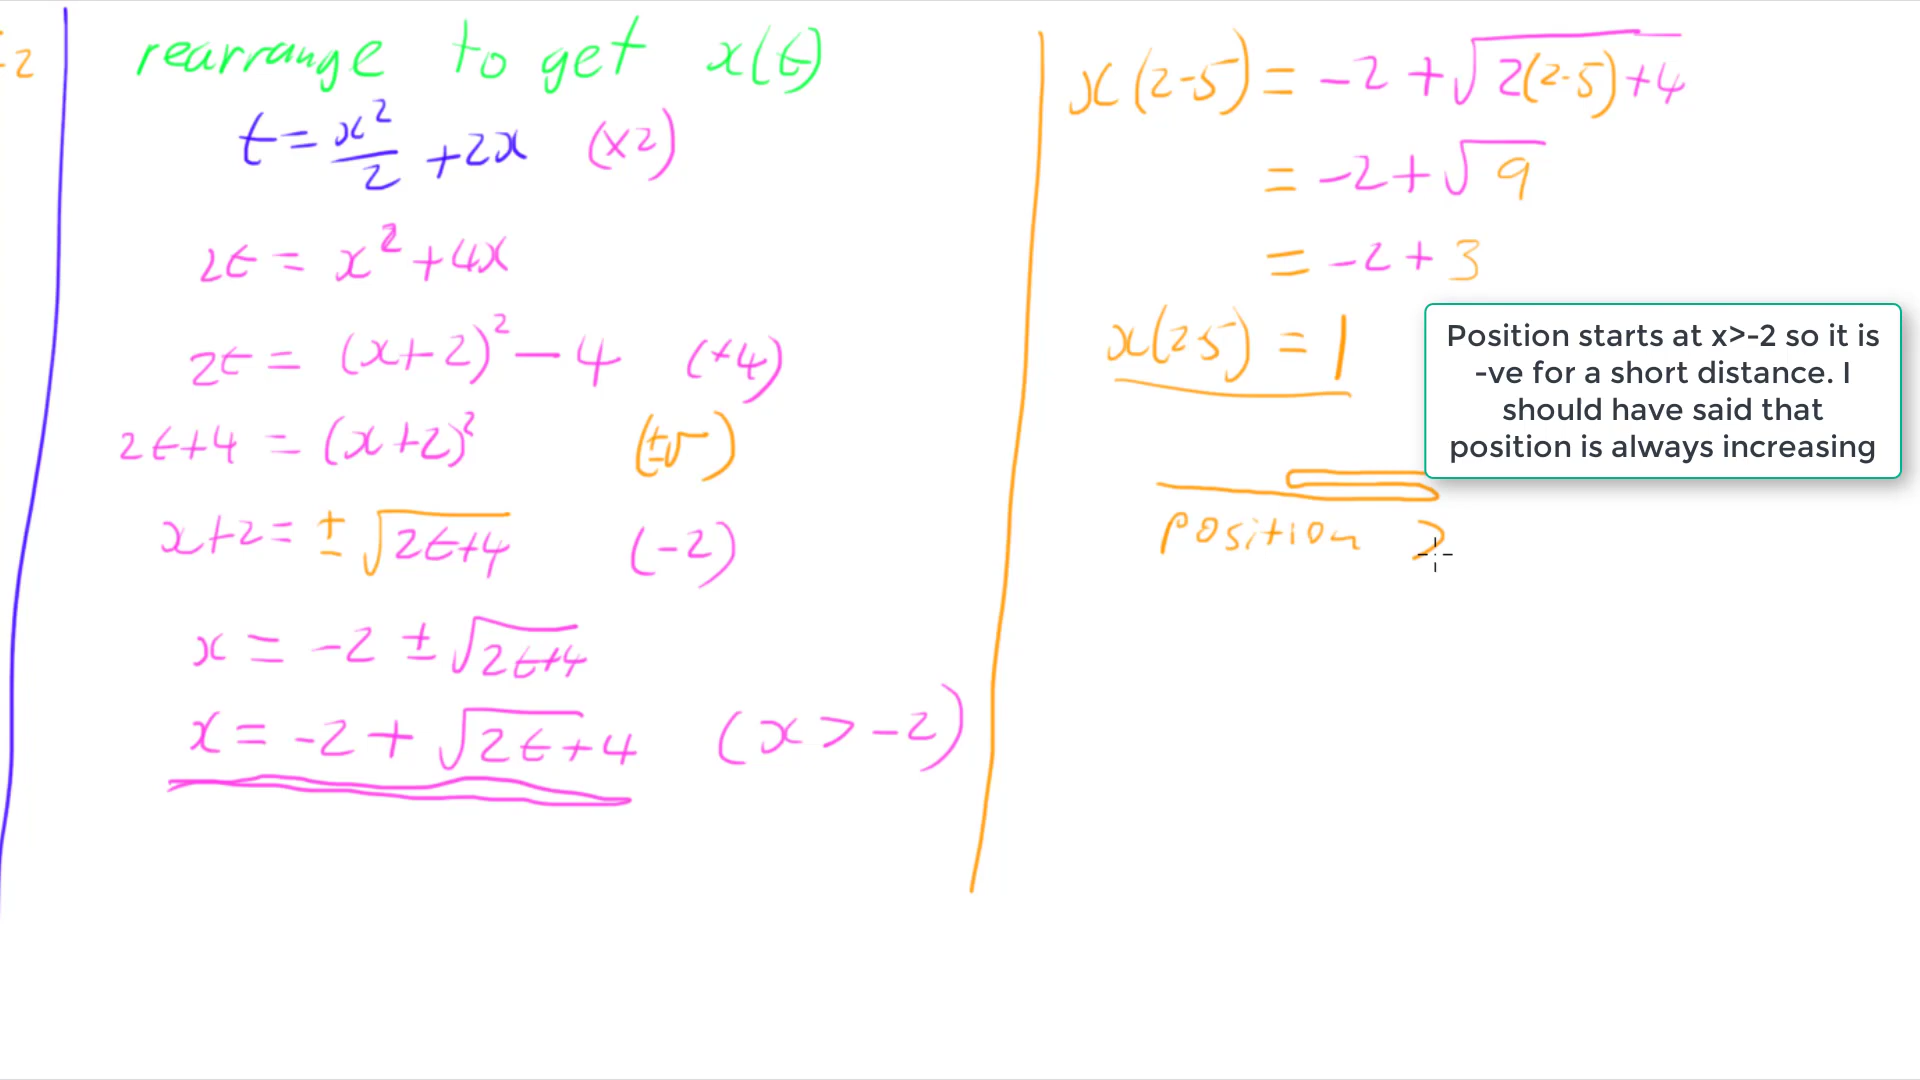 -2
rearrange to get x(t)
t = x²/2 + 2x (×2)
2t = x² + 4x
2t = (x+2)² - 4 (+4)
2t+4 = (x+2)² (±√)
x+2 = ± √(2t+4) (-2)
x = -2 ± √(2t+4)
x = -2 + √(2t+4) (x > -2)
x(2.5) = -2 + √(2(2.5)+4)
= -2 + √9
= -2 + 3
x(2.5) = 1
Position starts at x>-2 so it is
-ve for a short distance. I
should have said that
position is always increasing
position >